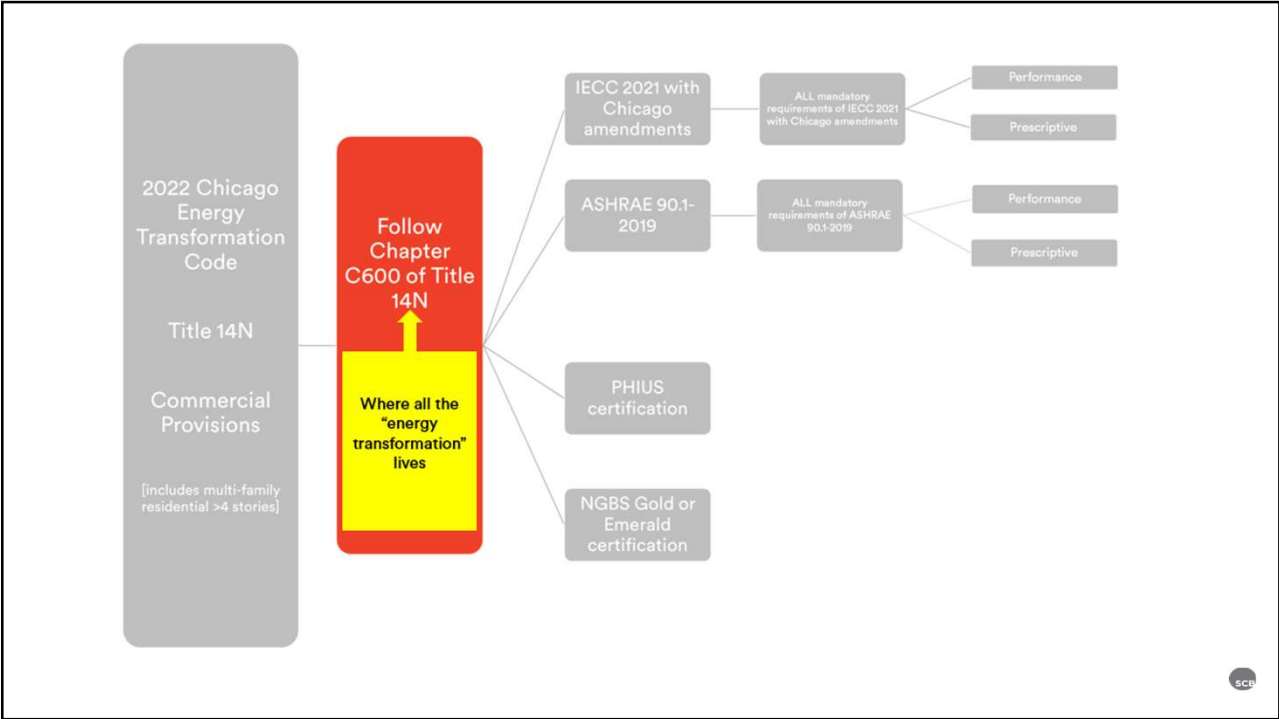 2022 Chicago
Energy
Transformation
Code
Title 14N
Commercial
Provisions
[includes multi-family
residential >4 stories]
Follow
Chapter
C600 of Title
14N
Where all the
“energy
transformation”
lives
IECC 2021 with
Chicago
amendments
ALL mandatory
requirements of IECC 2021
with Chicago amendments
Performance
Prescriptive
ASHRAE 90.1-
2019
ALL mandatory
requirements of ASHRAE
90.1-2019
Performance
Prescriptive
PHIUS
certification
NGBS Gold or
Emerald
certification
SCB